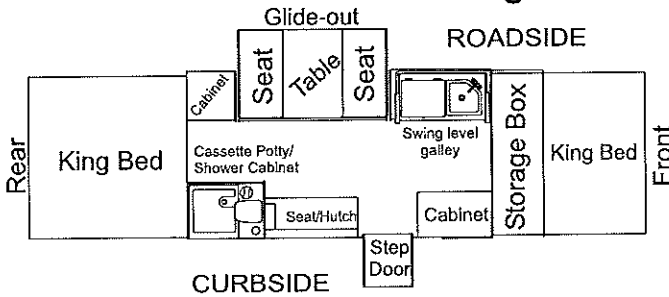 Glide-out
ROADSIDE
Cabinet
Seat
Table
Seat
Rear
King Bed
Cassette Potty/
Shower Cabinet
Swing level
galley
Storage Box
King Bed
Front
Seat/Hutch
Cabinet
Step
Door
CURBSIDE